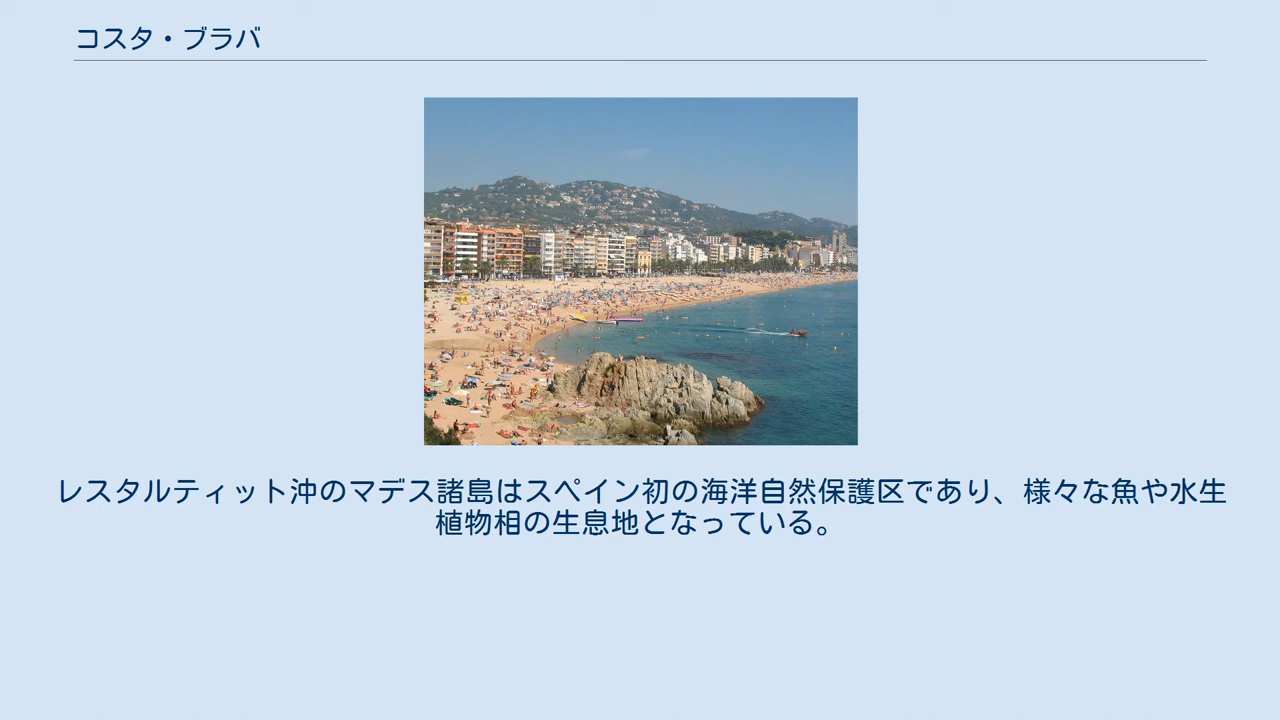 コスタ・ブラバ
レスタルティット沖のマデス諸島はスペイン初の海洋自然保護区であり、様々な魚や水生
植物相の生息地となっている。